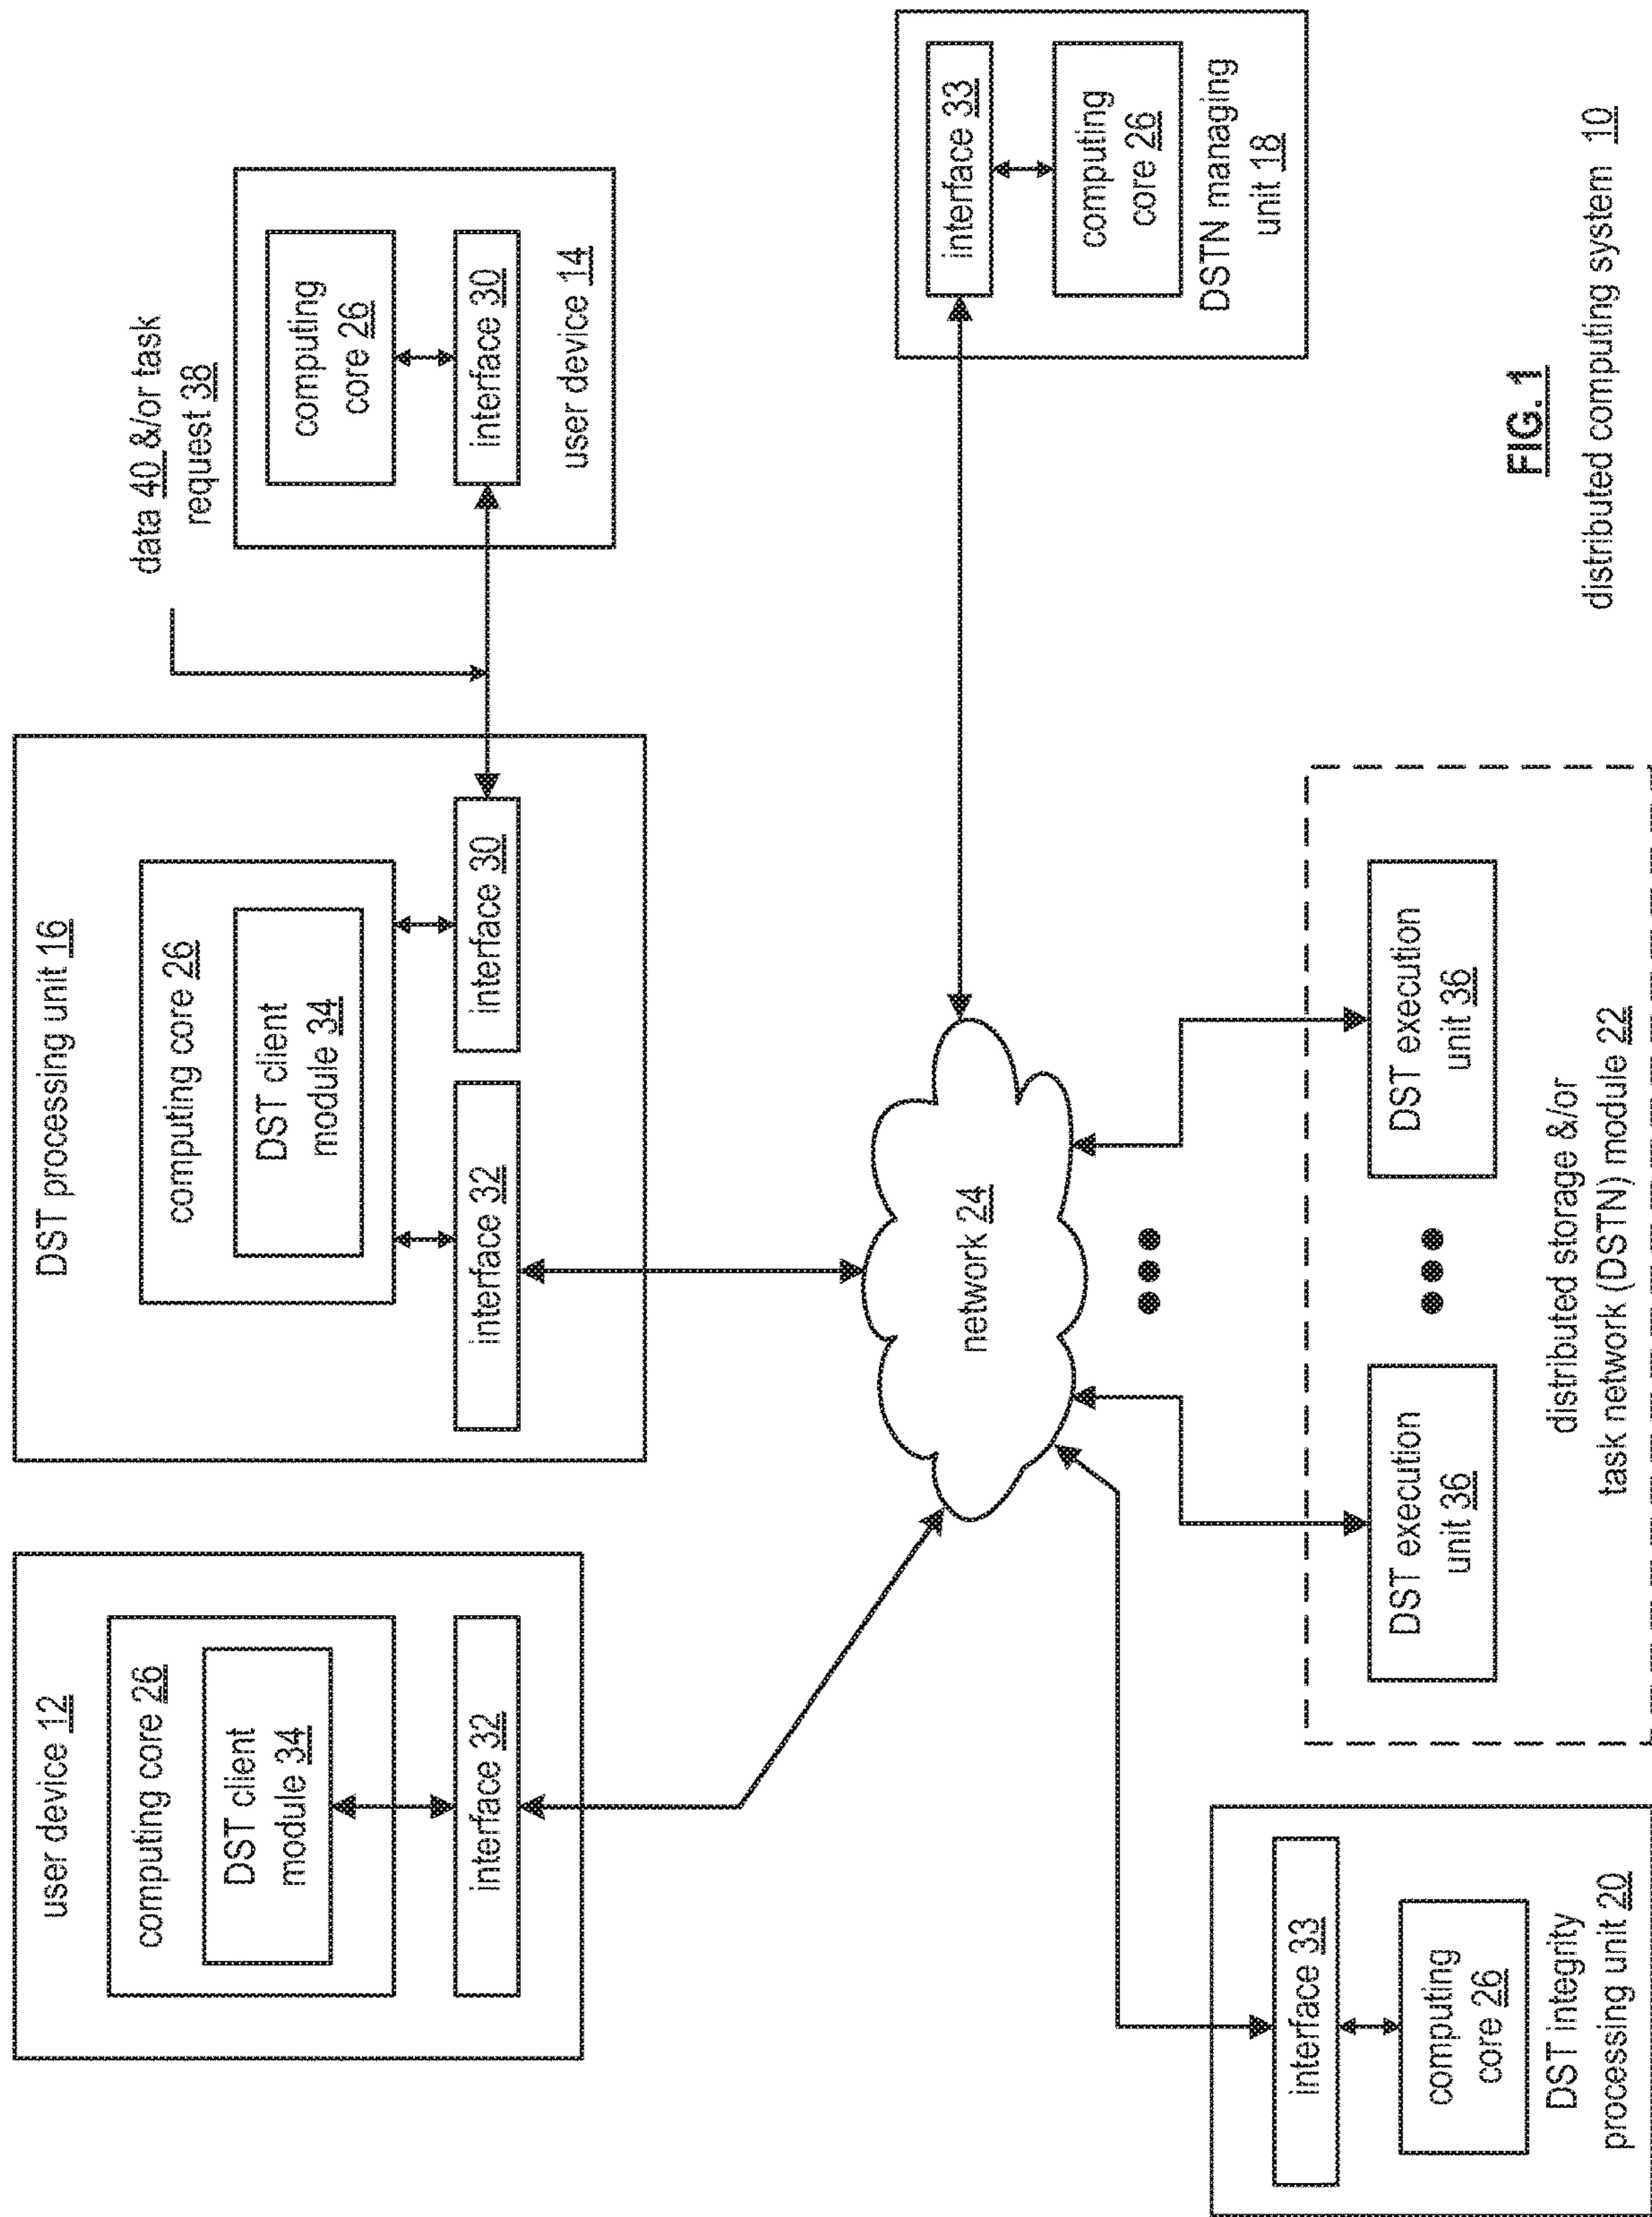 user device 12
computing core 26
DST client
module 34
interface 32
DST processing unit 16
computing core 26
DST client
module 34
interface 32
interface 30
data 40 &/or task
request 38
computing
core 26
interface 30
user device 14
network 24
interface 33
computing
core 26
DSTN managing
unit 18
interface 33
computing
core 26
DST integrity
processing unit 20
DST execution
unit 36
DST execution
unit 36
distributed storage &/or
task network (DSTN) module 22
FIG. 1
distributed computing system 10